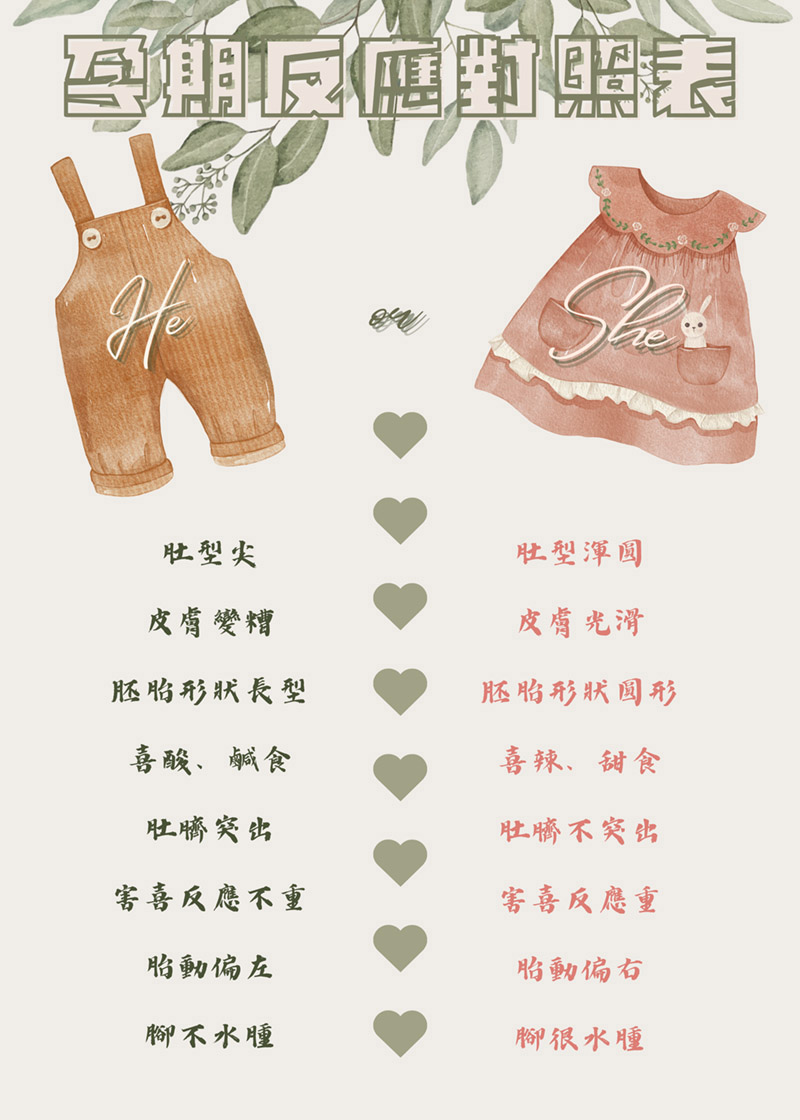 孕期反應對照表
He
or
She
肚型尖
肚型渾圓
皮膚變糟
皮膚光滑
胚胎形狀長型
胚胎形狀圓形
喜酸、鹹食
喜辣、甜食
肚臍突出
肚臍不突出
害喜反應不重
害喜反應重
胎動偏左
胎動偏右
腳不水腫
腳很水腫